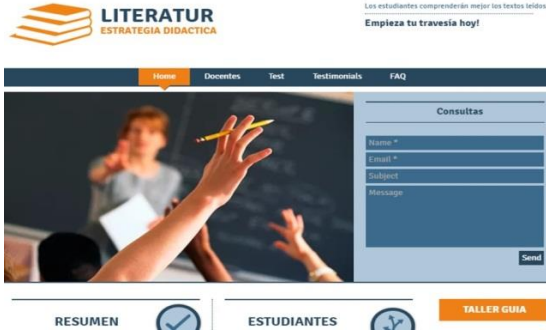 LITERATUR
ESTRATEGIA DIDACTICA
Los estudiantes comprenderán mejor los textos leídos
Empieza tu travesía hoy!
Home
Docentes
Test
Testimonials
FAQ
Consultas
Name *
Email *
Subject
Message
Send
RESUMEN
ESTUDIANTES
TALLER GUIA